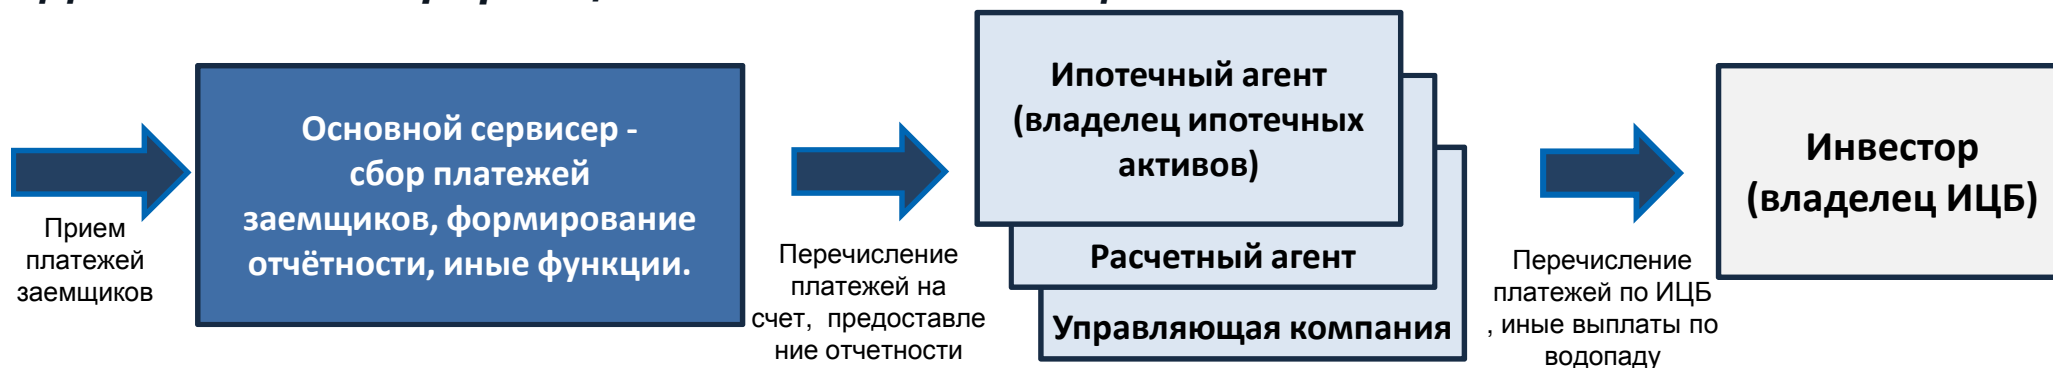 Прием
платежей
заемщиков
Основной сервисер -
сбор платежей
заемщиков, формирование
отчётности, иные функции.
Перечисление
платежей на
счет, предоставле
ние отчетности
Ипотечный агент
(владелец ипотечных
активов)
Расчетный агент
Управляющая компания
Перечисление
платежей по ИЦБ
, иные выплаты по
водопаду
Инвестор
(владелец ИЦБ)